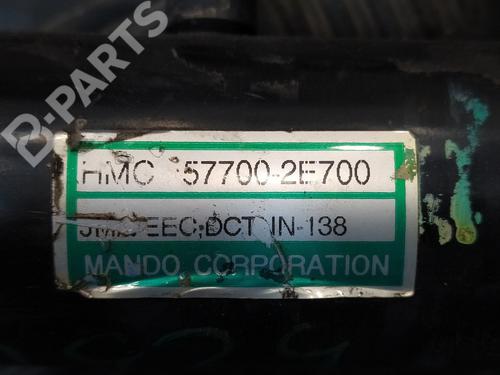 B-PARTS
HMC 57700-2E700
EEC,DCT IN-138
MANDO CORPORATION